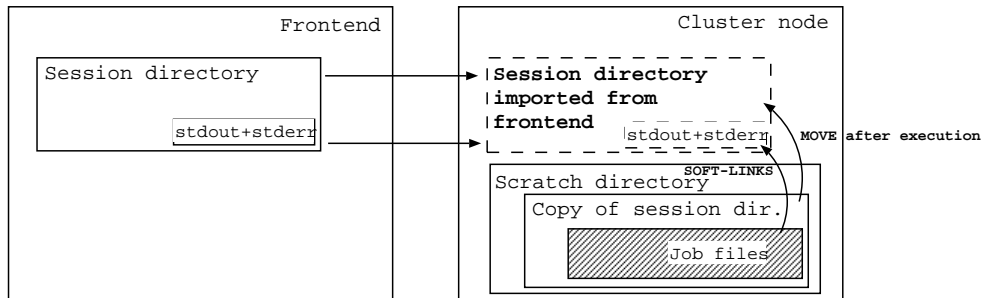 Frontend
Session directory
stdout+stderr
Cluster node
Session directory
imported from
frontend
stdout+stderr
MOVE after execution
SOFT-LINKS
Scratch directory
Copy of session dir.
Job files